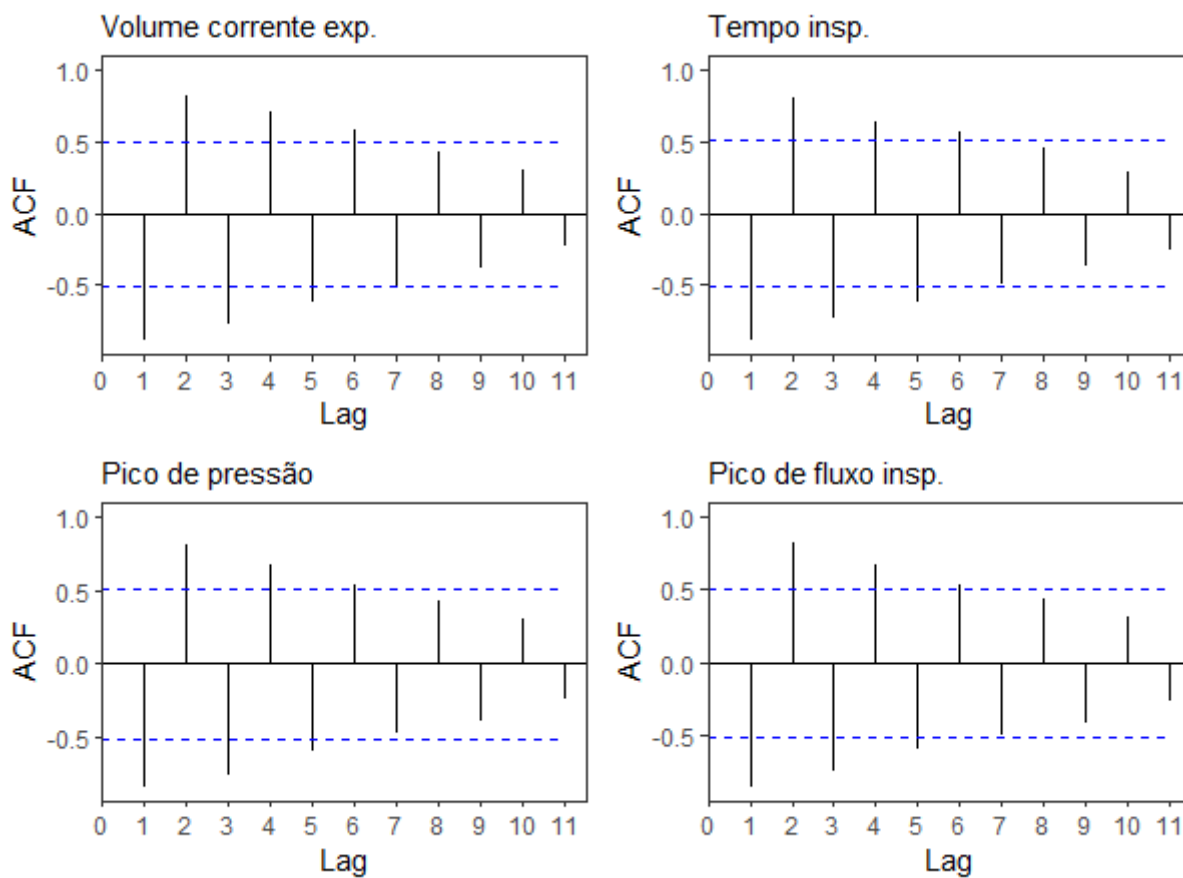 Volume corrente exp.
1.0
0.5
0.0
-0.5
ACF
0 1 2 3 4 5 6 7 8 9 10 11
Lag
Tempo insp.
1.0
0.5
0.0
-0.5
ACF
0 1 2 3 4 5 6 7 8 9 10 11
Lag
Pico de pressão
1.0
0.5
0.0
-0.5
ACF
0 1 2 3 4 5 6 7 8 9 10 11
Lag
Pico de fluxo insp.
1.0
0.5
0.0
-0.5
ACF
0 1 2 3 4 5 6 7 8 9 10 11
Lag